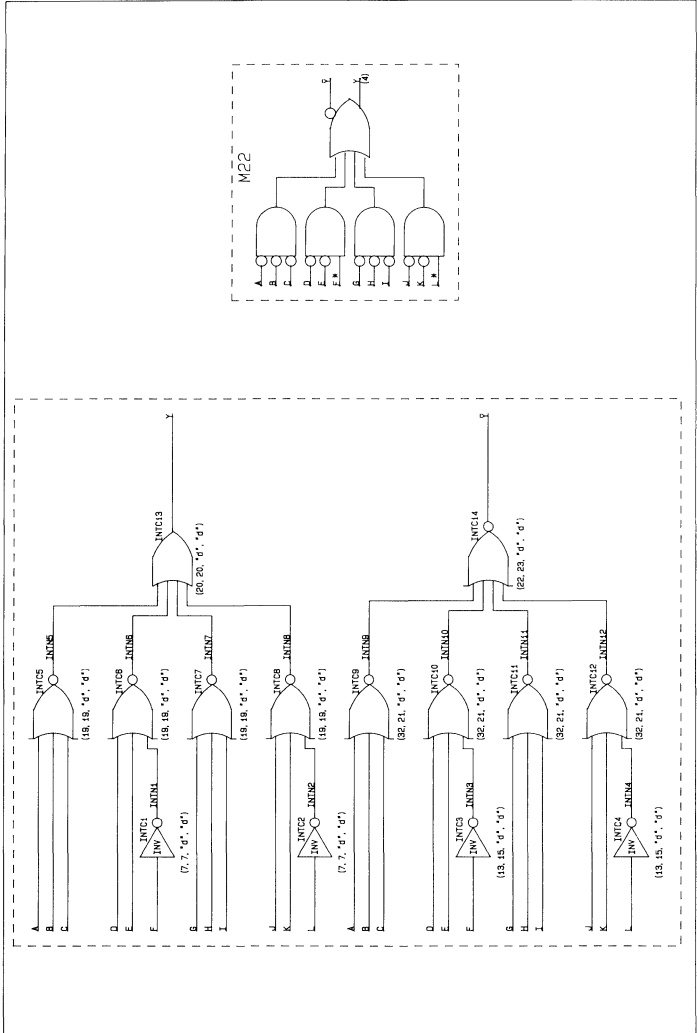 M22
A
B
C
D
E
F*
G
H
I
J
K
L*
Y
Y
(4)
A
B
C
D
E
F
G
H
I
J
K
L
INTC1
INV
INTN1
(7, 7, "d", "d")
INTC2
INV
INTN2
(7, 7, "d", "d")
INTC5
INTN5
(19, 19, "d", "d")
INTC6
INTN6
(19, 19, "d", "d")
INTC7
INTN7
(19, 19, "d", "d")
INTC8
INTN8
(19, 19, "d", "d")
INTC13
(20, 20, "d", "d")
Y
A
B
C
D
E
F
G
H
I
J
K
L
INTC3
INV
INTN3
(13, 15, "d", "d")
INTC4
INV
INTN4
(13, 15, "d", "d")
INTC9
INTN9
(32, 21, "d", "d")
INTC10
INTN10
(32, 21, "d", "d")
INTC11
INTN11
(32, 21, "d", "d")
INTC12
INTN12
(32, 21, "d", "d")
INTC14
(22, 23, "d", "d")
Y